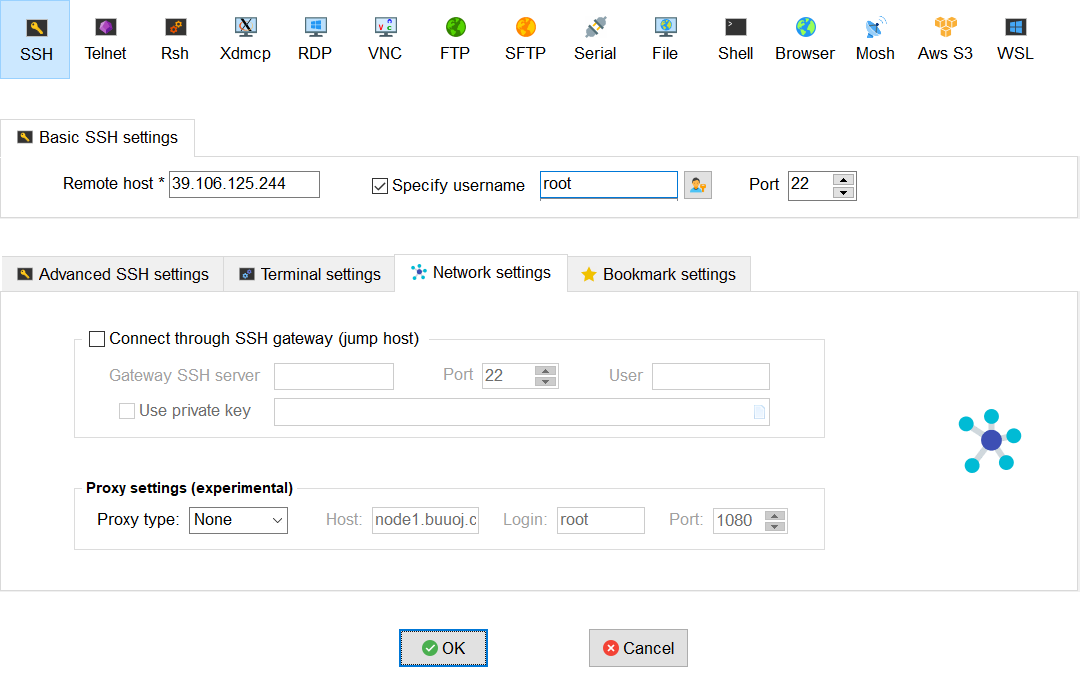 SSH Telnet Rsh Xdmcp RDP VNC FTP SFTP Serial File Shell Browser Mosh Aws S3 WSL
Basic SSH settings
Remote host * 39.106.125.244 Specify username root Port 22
Advanced SSH settings Terminal settings Network settings Bookmark settings
Connect through SSH gateway (jump host)
Gateway SSH server Port 22 User
Use private key
Proxy settings (experimental)
Proxy type: None Host: node1.buuoj.c Login: root Port: 1080
OK Cancel